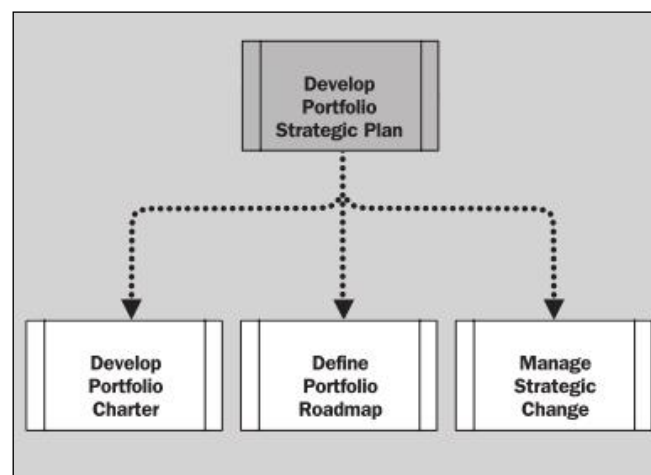 Develop
Portfolio
Strategic Plan
Develop
Portfolio
Charter
Define
Portfolio
Roadmap
Manage
Strategic
Change